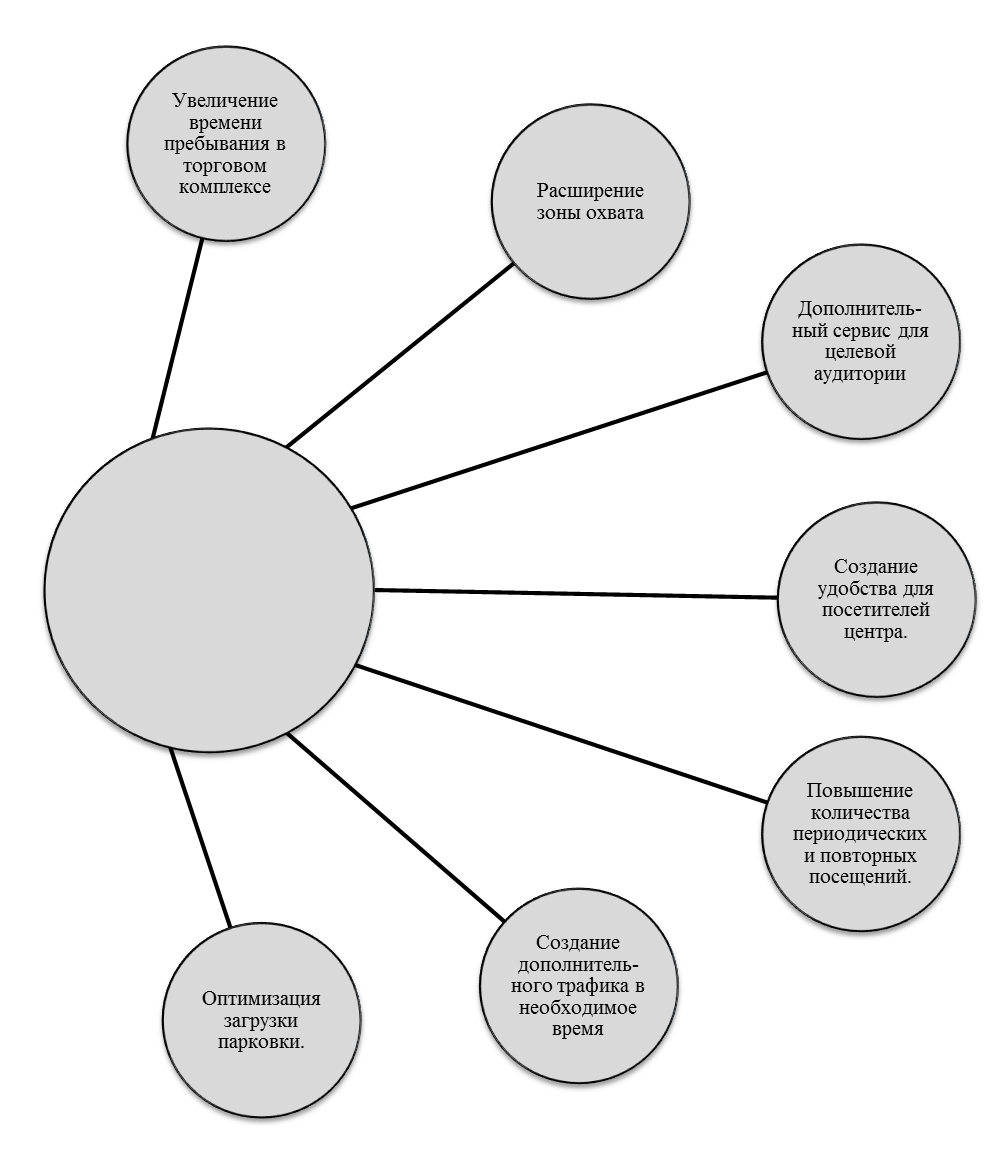 Увеличение
времени
пребывания в
торговом
комплексе
Расширение
зоны охвата
Дополнитель-
ный сервис для
целевой
аудитории
Создание
удобства для
посетителей
центра.
Повышение
количества
периодических
и повторных
посещений.
Создание
дополнитель-
ного трафика в
необходимое
время
Оптимизация
загрузки
парковки.